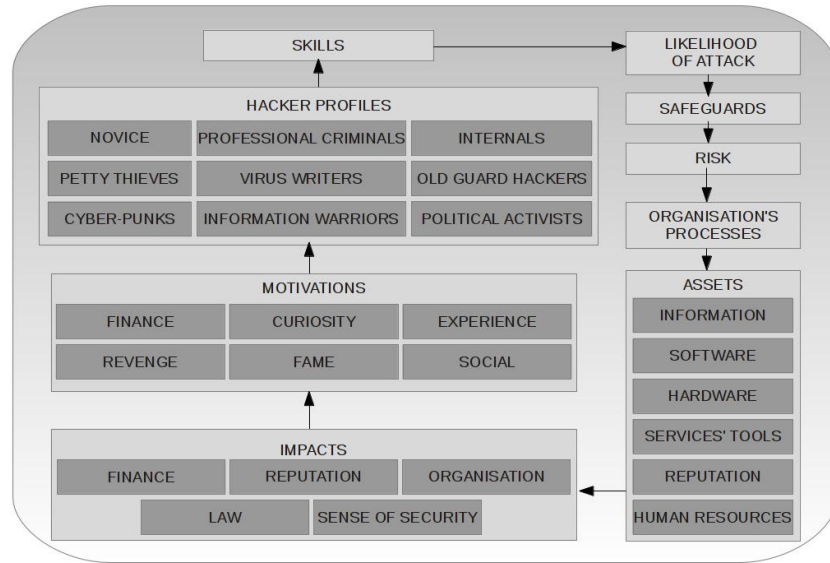 SKILLS
LIKELIHOOD
OF ATTACK
HACKER PROFILES
NOVICE
PROFESSIONAL CRIMINALS
INTERNALS
PETTY THIEVES
VIRUS WRITERS
OLD GUARD HACKERS
CYBER-PUNKS
INFORMATION WARRIORS
POLITICAL ACTIVISTS
SAFEGUARDS
RISK
ORGANISATION'S
PROCESSES
MOTIVATIONS
FINANCE
CURIOSITY
EXPERIENCE
REVENGE
FAME
SOCIAL
ASSETS
INFORMATION
SOFTWARE
HARDWARE
SERVICES' TOOLS
REPUTATION
HUMAN RESOURCES
IMPACTS
FINANCE
REPUTATION
ORGANISATION
LAW
SENSE OF SECURITY